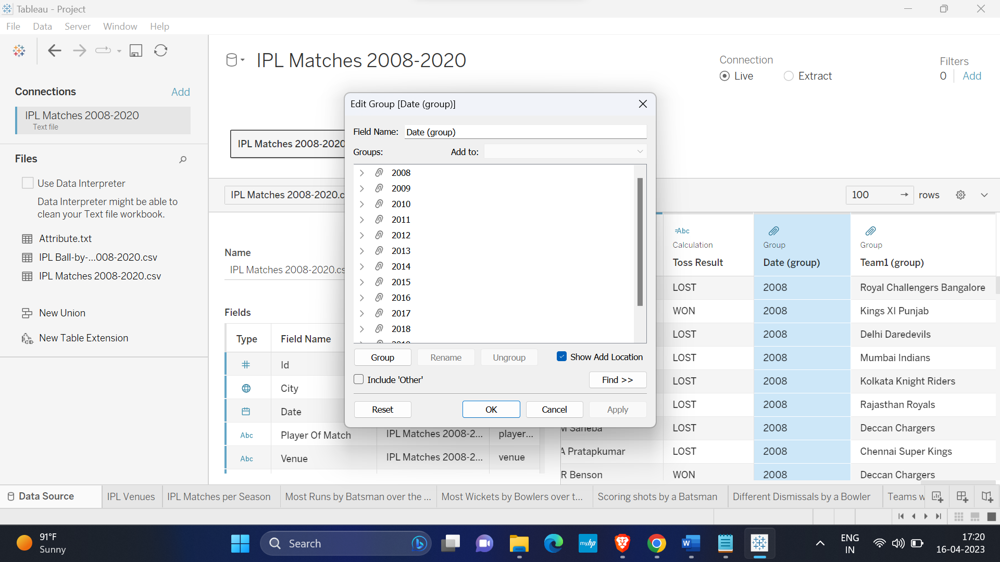 Tableau - Project
File Data Server Window Help
Connections Add
IPL Matches 2008-2020
Text file
Files
Use Data Interpreter
Data Interpreter might be able to
clean your Text file workbook.
Attribute.txt
IPL Ball-by-...008-2020.csv
IPL Matches 2008-2020.csv
New Union
New Table Extension
IPL Matches 2008-2020
Connection
Live Extract
Filters
0 Add
IPL Matches 2008-2020
IPL Matches 2008-2020.c
100 rows
Name
IPL Matches 2008-2020.cs
Fields
Type Field Name
Id
City
Date
Abc Player Of Match IPL Matches 2008-2... player...
Abc Venue IPL Matches 2008-2... venue
Edit Group [Date (group)]
Field Name: Date (group)
Groups: Add to:
2008
2009
2010
2011
2012
2013
2014
2015
2016
2017
2018
Group Rename Ungroup Show Add Location
Include 'Other' Find >>
Reset OK Cancel Apply
=Abc
Calculation Group Group
Toss Result Date (group) Team1 (group)
LOST 2008 Royal Challengers Bangalore
WON 2008 Kings XI Punjab
LOST 2008 Delhi Daredevils
LOST 2008 Mumbai Indians
LOST 2008 Kolkata Knight Riders
LOST 2008 Rajasthan Royals
LOST 2008 Deccan Chargers
A Pratapkumar LOST 2008 Chennai Super Kings
R Benson WON 2008 Deccan Chargers
Data Source IPL Venues IPL Matches per Season Most Runs by Batsman over the ... Most Wickets by Bowlers over t... Scoring shots by a Batsman Different Dismissals by a Bowler Teams w
91°F
Sunny
Search
myhp
W
ENG
IN
17:20
16-04-2023